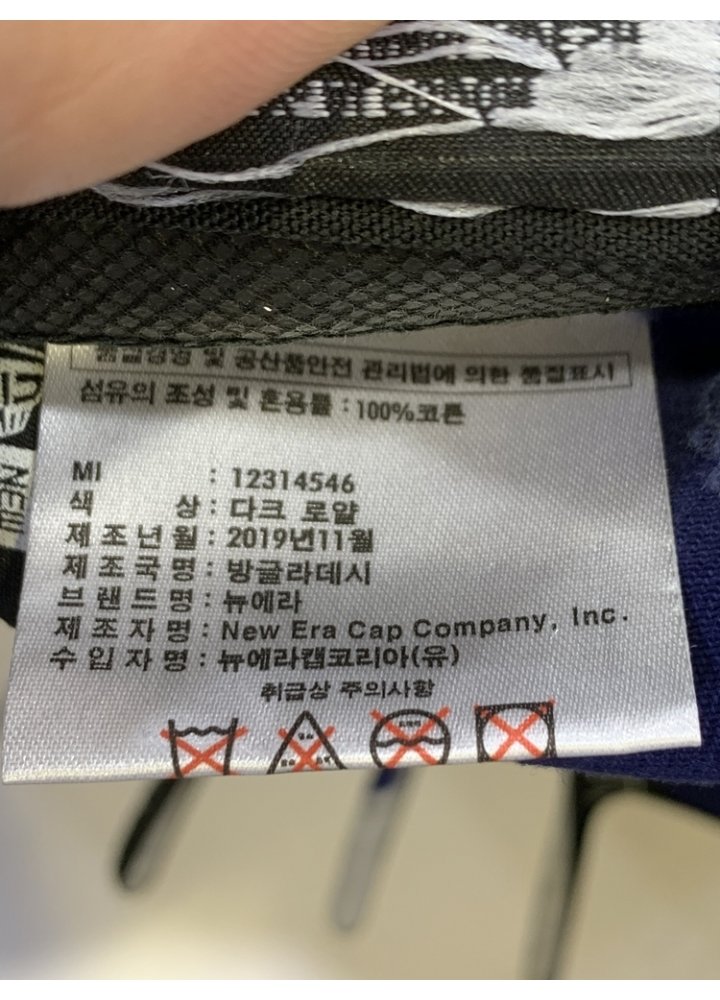 및 공산품안전 관리법에 의한 품질표시
섬유의 조성 및 혼용률 : 100%코튼
MI : 12314546
색 상 : 다크 로얄
제조년월 : 2019년11월
제조국명 : 방글라데시
브랜드명 : 뉴에라
제조자명 : New Era Cap Company, Inc.
수입자명 : 뉴에라캡코리아(유)
취급상 주의사항
NEW